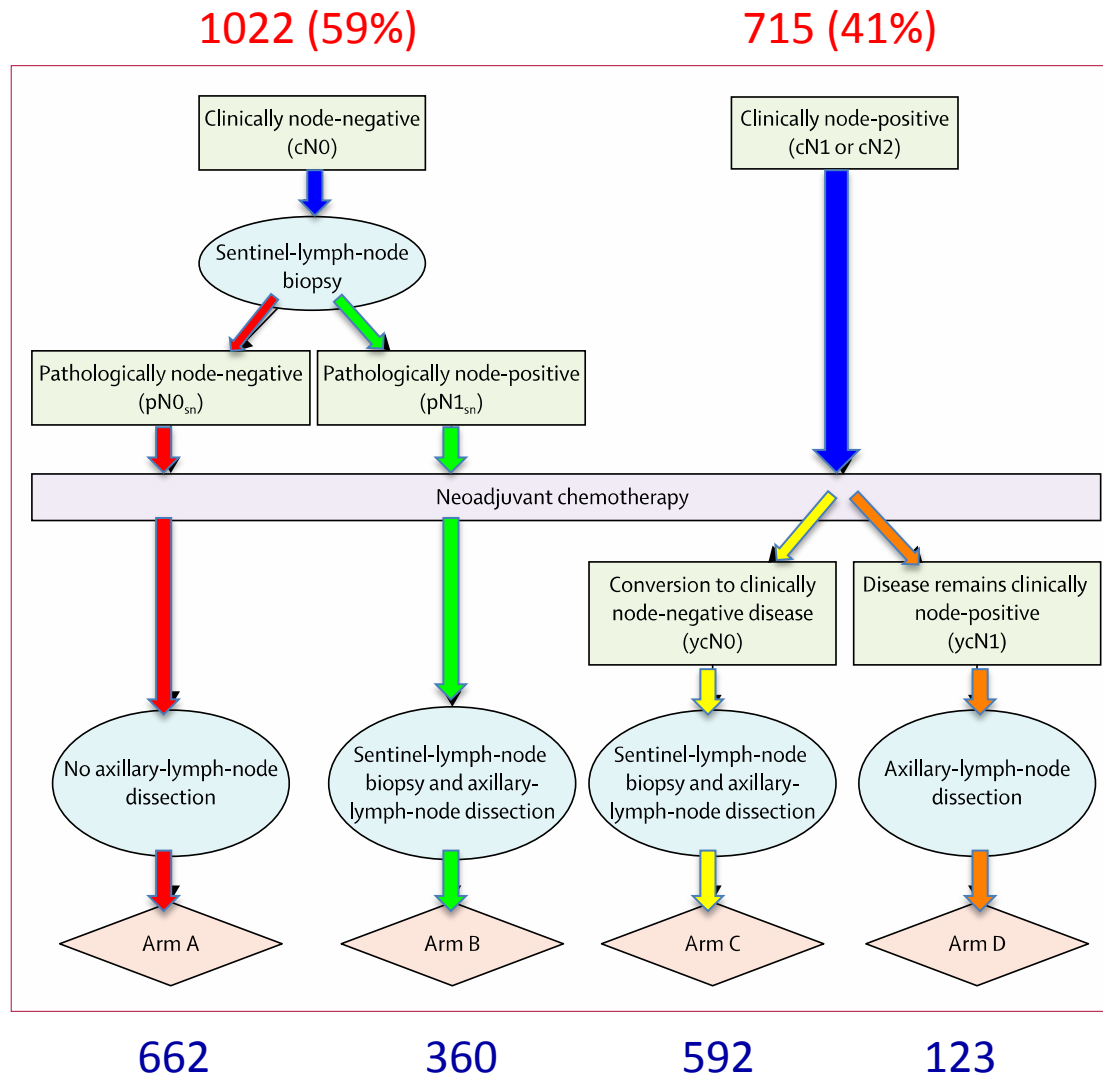 1022 (59%)
715 (41%)
Clinically node-negative
(cN0)
Clinically node-positive
(cN1 or cN2)
Sentinel-lymph-node
biopsy
Pathologically node-negative
(pN0sn)
Pathologically node-positive
(pN1sn)
Neoadjuvant chemotherapy
Conversion to clinically
node-negative disease
(ycN0)
Disease remains clinically
node-positive
(ycN1)
No axillary-lymph-node
dissection
Sentinel-lymph-node
biopsy and axillary-
lymph-node dissection
Sentinel-lymph-node
biopsy and axillary-
lymph-node dissection
Axillary-lymph-node
dissection
Arm A
Arm B
Arm C
Arm D
662
360
592
123